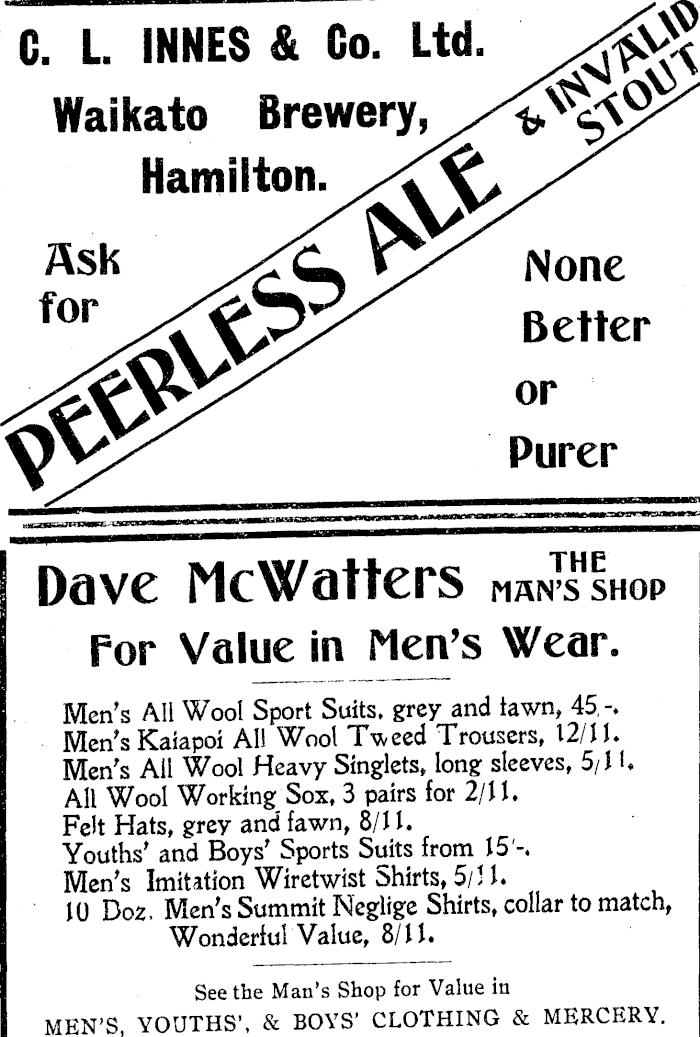 C. L. INNES & Co. Ltd.
Waikato Brewery,
Hamilton.
Ask
for
PEERLESS ALE & INVALID
STOUT
None
Better
or
Purer
Dave McWatters THE
MAN'S SHOP
For Value in Men's Wear.
Men's All Wool Sport Suits, grey and fawn, 45/-.
Men's Kaiapoi All Wool Tweed Trousers, 12/11.
Men's All Wool Heavy Singlets, long sleeves, 5/11.
All Wool Working Sox, 3 pairs for 2/11.
Felt Hats, grey and fawn, 8/11.
Youths' and Boys' Sports Suits from 15/-.
Men's Imitation Wiretwist Shirts, 5/11.
10 Doz. Men's Summit Neglige Shirts, collar to match,
Wonderful Value, 8/11.
See the Man's Shop for Value in
MEN'S, YOUTHS', & BOYS' CLOTHING & MERCERY.